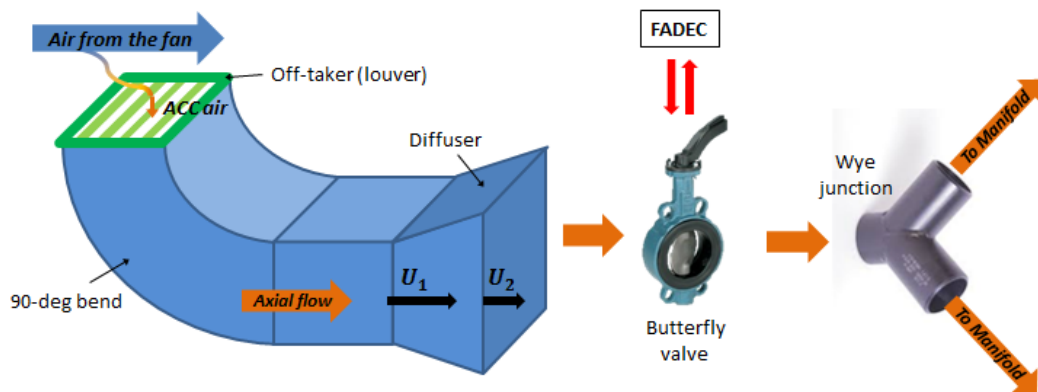 Air from the fan
Off-taker (louver)
ACC air
Diffuser
U₁
U₂
Axial flow
90-deg bend
FADEC
Butterfly
valve
Wye
junction
To Manifold
To Manifold